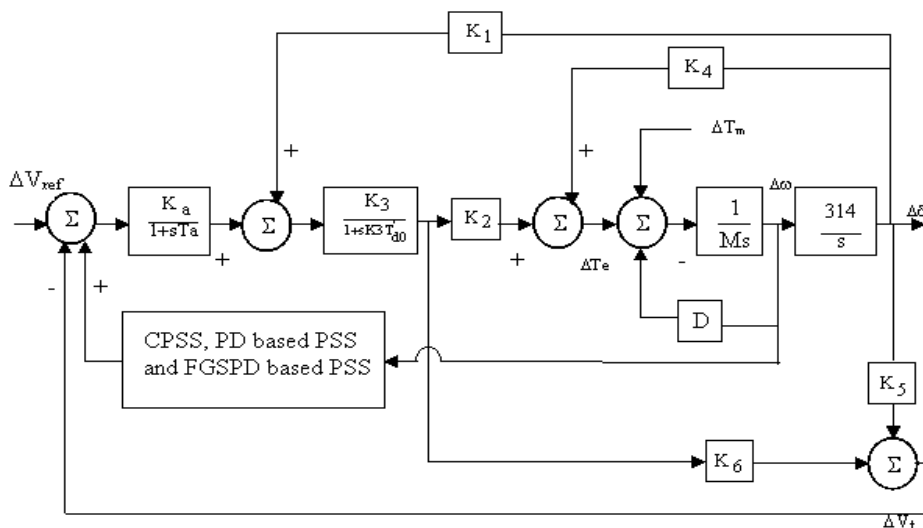 K1
K4
ΔTm
+
+
ΔVref
Σ
Ka
1+sTa
+
Σ
K3
1+sK3T'd0
K2
+
Σ
ΔTe
Σ
-
1
Ms
Δω
314
s
Δδ
-
+
D
CPSS, PD based PSS
and FGSPD based PSS
K5
K6
Σ
ΔVt